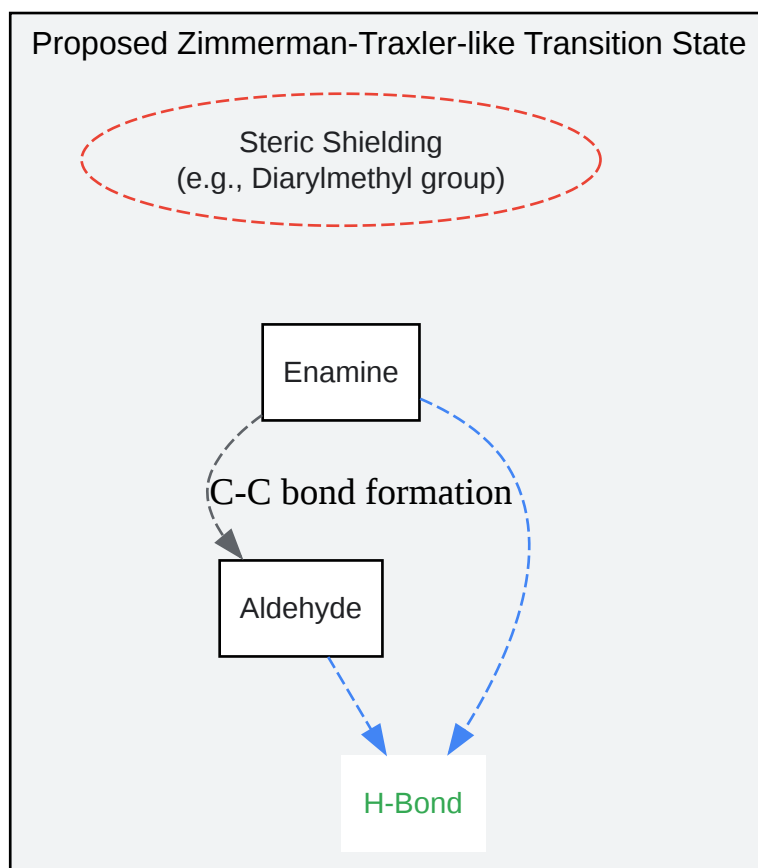 Proposed Zimmerman-Traxler-like Transition State
Steric Shielding
(e.g., Diarylmethyl group)
Enamine
C-C bond formation
Aldehyde
H-Bond